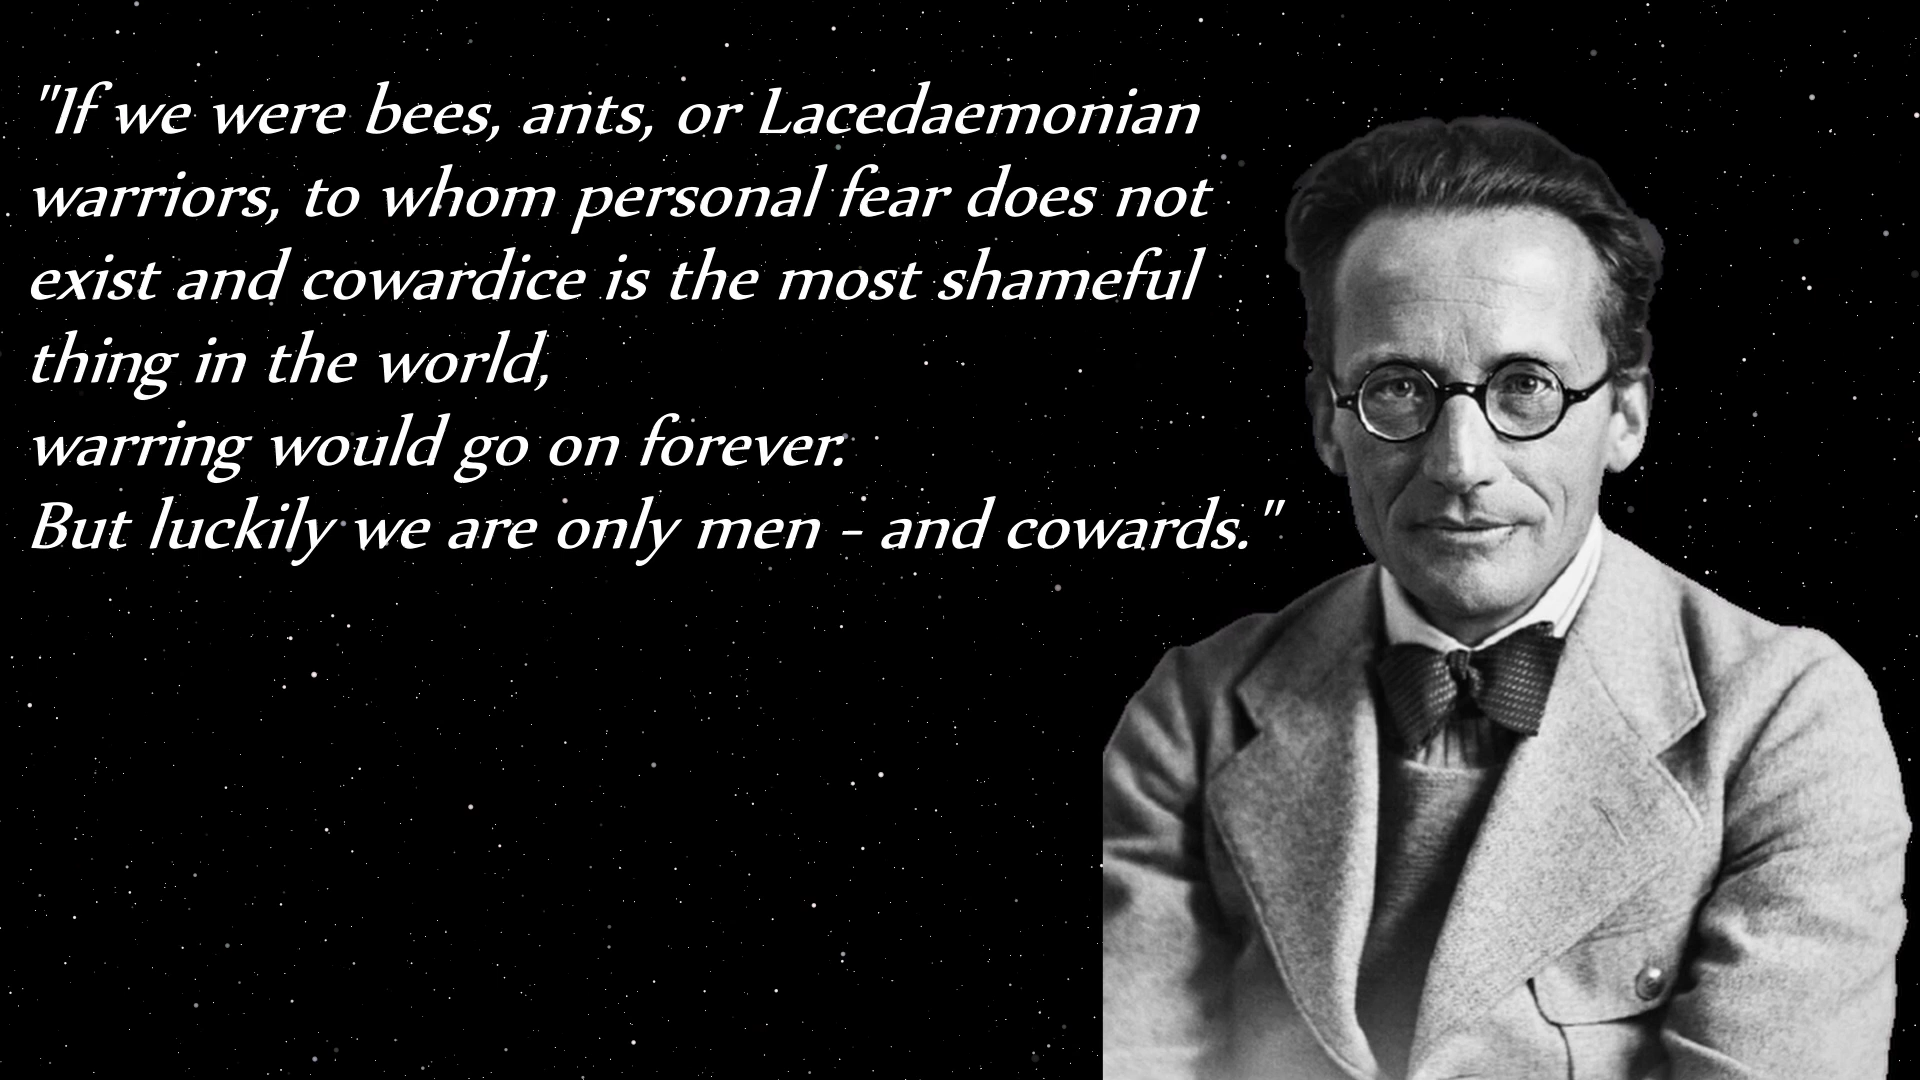 "If we were bees, ants, or Lacedaemonian
warriors, to whom personal fear does not
exist and cowardice is the most shameful
thing in the world,
warring would go on forever.
But luckily we are only men - and cowards."